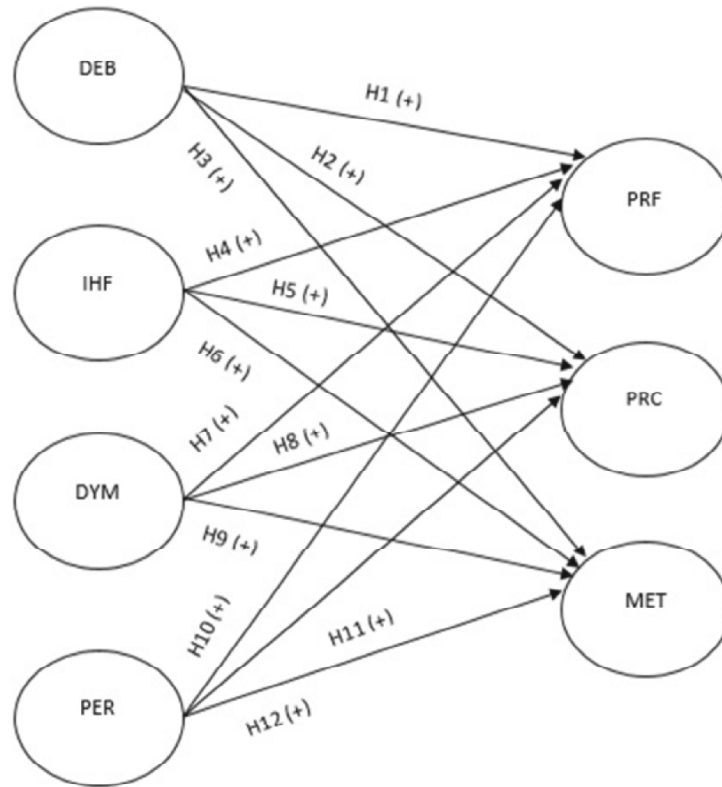 DEB
H1 (+)
H2 (+)
H3 (+)
PRF
IHF
H4 (+)
H5 (+)
H6 (+)
PRC
DYM
H7 (+)
H8 (+)
H9 (+)
MET
PER
H10 (+)
H11 (+)
H12 (+)